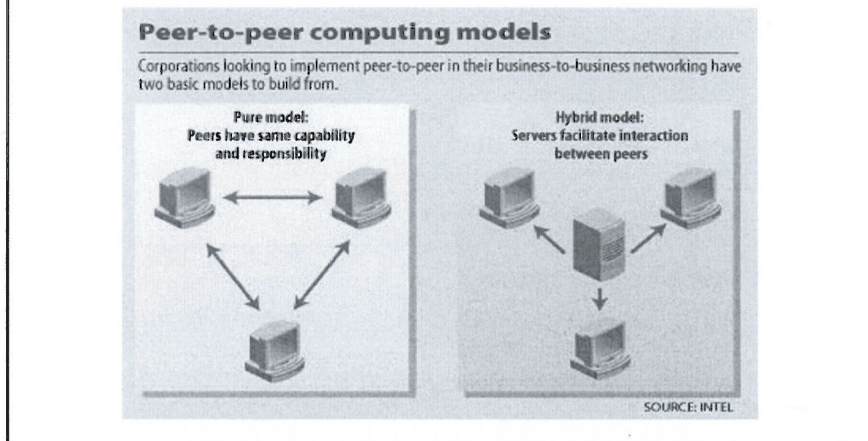 Peer-to-peer computing models
Corporations looking to implement peer-to-peer in their business-to-business networking have
two basic models to build from.
Pure model:
Peers have same capability
and responsibility
Hybrid model:
Servers facilitate interaction
between peers
SOURCE: INTEL